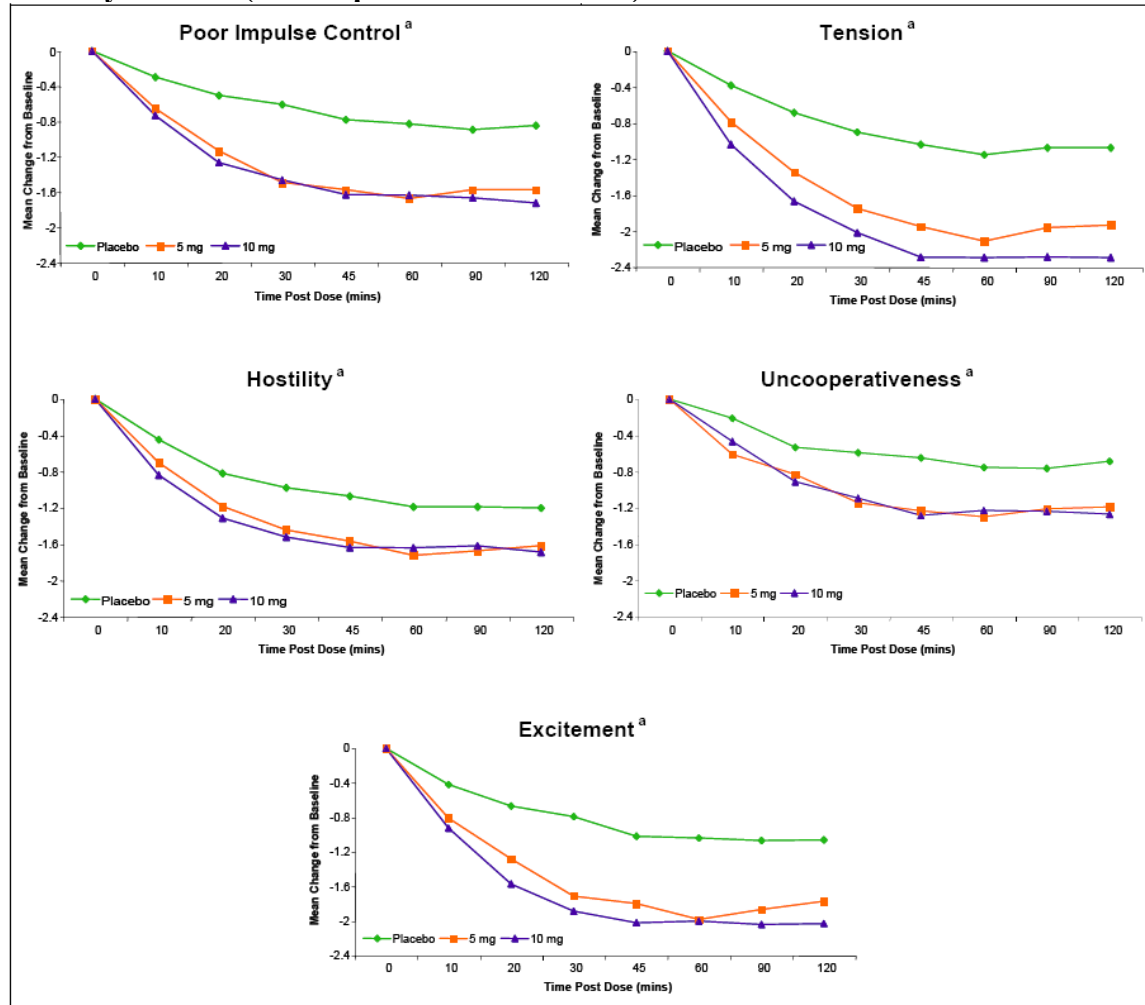 Poor Impulse Control a
Mean Change from Baseline
0
-0.4
-0.8
-1.2
-1.6
-2
-2.4
Placebo 5 mg 10 mg
0 10 20 30 45 60 90 120
Time Post Dose (mins)
Tension a
Mean Change from Baseline
0
-0.4
-0.8
-1.2
-1.6
-2
-2.4
Placebo 5 mg 10 mg
0 10 20 30 45 60 90 120
Time Post Dose (mins)
Hostility a
Mean Change from Baseline
0
-0.4
-0.8
-1.2
-1.6
-2
-2.4
Placebo 5 mg 10 mg
0 10 20 30 45 60 90 120
Time Post Dose (mins)
Uncooperativeness a
Mean Change from Baseline
0
-0.4
-0.8
-1.2
-1.6
-2
-2.4
Placebo 5 mg 10 mg
0 10 20 30 45 60 90 120
Time Post Dose (mins)
Excitement a
Mean Change from Baseline
0
-0.4
-0.8
-1.2
-1.6
-2
-2.4
Placebo 5 mg 10 mg
0 10 20 30 45 60 90 120
Time Post Dose (mins)